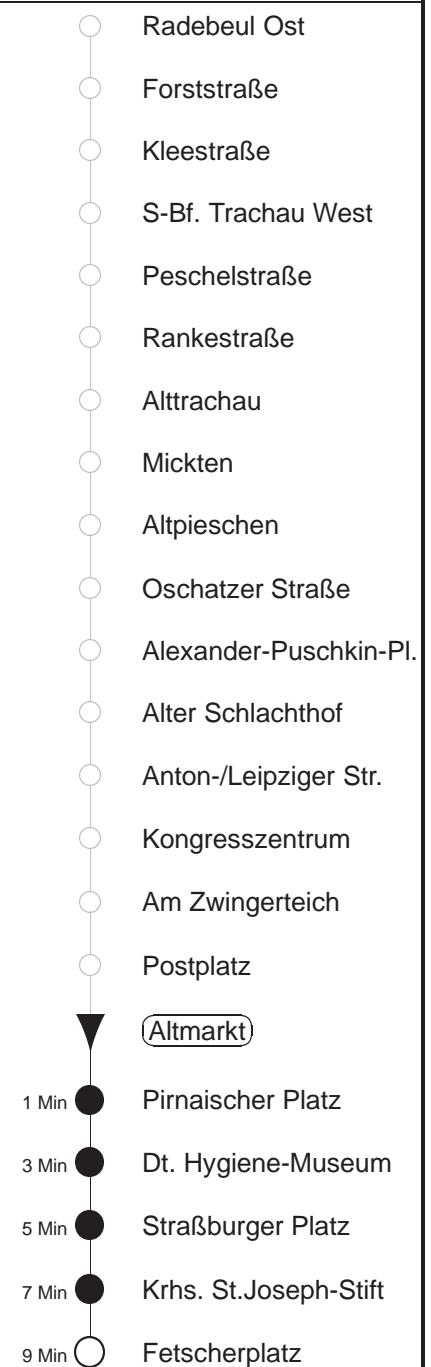 Radebeul Ost
Forststraße
Kleestraße
S-Bf. Trachau West
Peschelstraße
Rankestraße
Alttrachau
Mickten
Altpieschen
Oschatzer Straße
Alexander-Puschkin-Pl.
Alter Schlachthof
Anton-/Leipziger Str.
Kongresszentrum
Am Zwingerteich
Postplatz
Altmarkt
1 Min Pirnaischer Platz
3 Min Dt. Hygiene-Museum
5 Min Straßburger Platz
7 Min Krhs. St.Joseph-Stift
9 Min Fetscherplatz